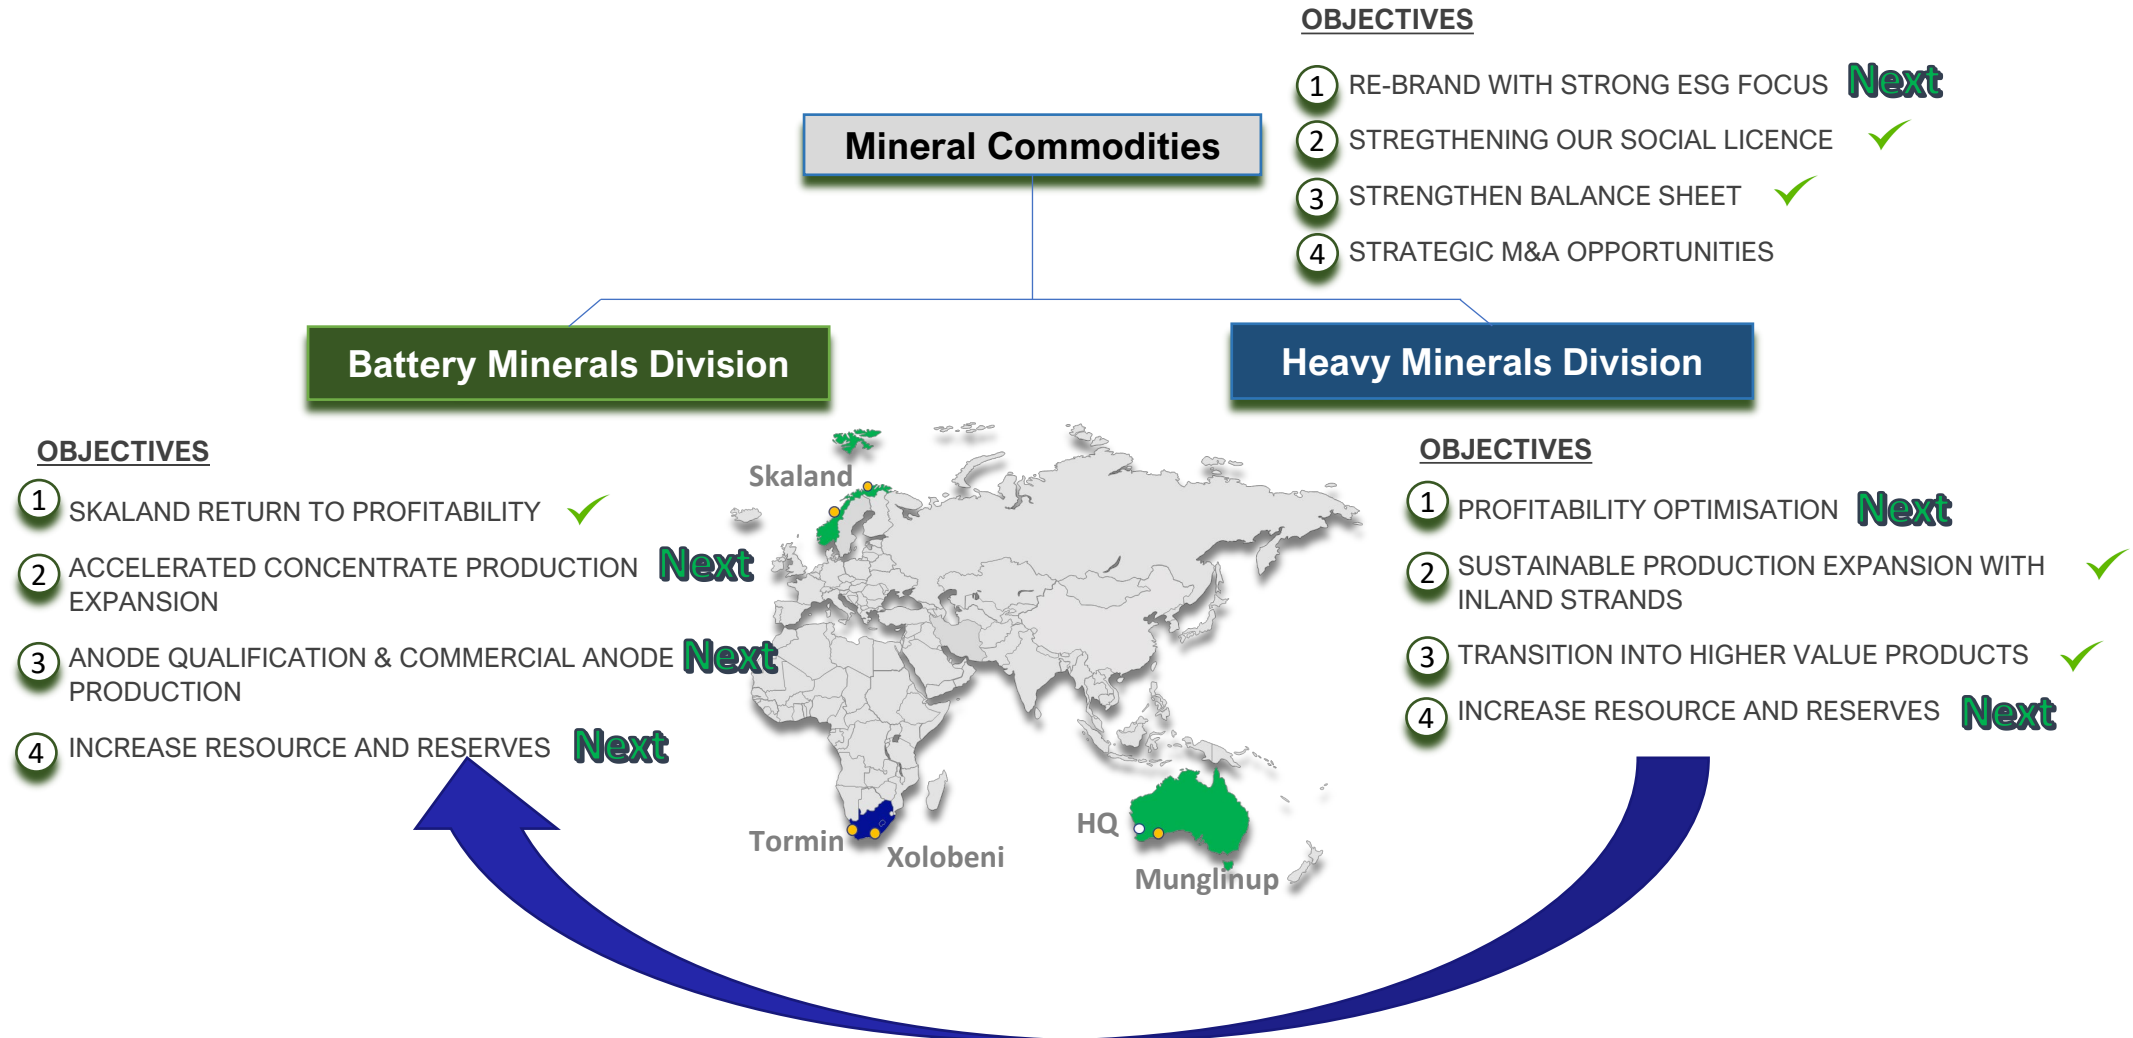 OBJECTIVES
1 RE-BRAND WITH STRONG ESG FOCUS Next
2 STREGTHENING OUR SOCIAL LICENCE
3 STRENGTHEN BALANCE SHEET
4 STRATEGIC M&A OPPORTUNITIES
Mineral Commodities
Battery Minerals Division
Heavy Minerals Division
OBJECTIVES
1 SKALAND RETURN TO PROFITABILITY
2 ACCELERATED CONCENTRATE PRODUCTION Next
EXPANSION
3 ANODE QUALIFICATION & COMMERCIAL ANODE Next
PRODUCTION
4 INCREASE RESOURCE AND RESERVES Next
Skaland
Tormin
Xolobeni
HQ
Munglinup
OBJECTIVES
1 PROFITABILITY OPTIMISATION Next
2 SUSTAINABLE PRODUCTION EXPANSION WITH
INLAND STRANDS
3 TRANSITION INTO HIGHER VALUE PRODUCTS
4 INCREASE RESOURCE AND RESERVES Next